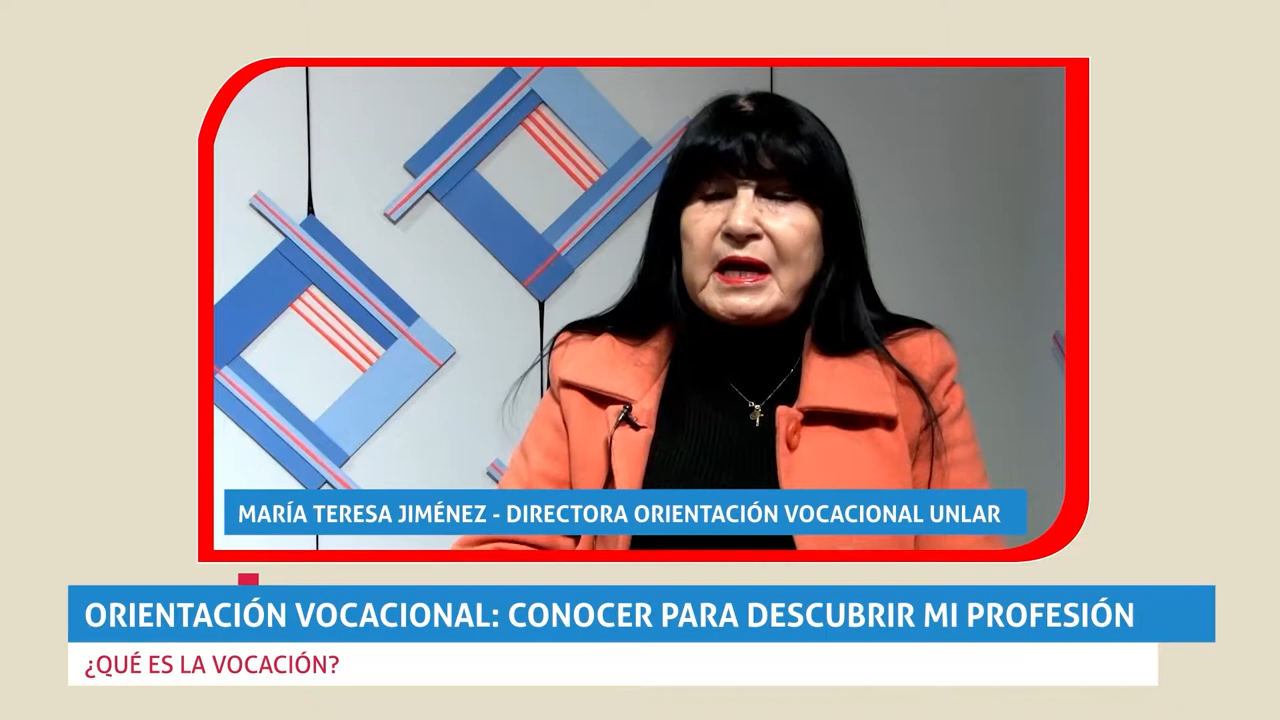 MARÍA TERESA JIMÉNEZ - DIRECTORA ORIENTACIÓN VOCACIONAL UNLAR
ORIENTACIÓN VOCACIONAL: CONOCER PARA DESCUBRIR MI PROFESIÓN
¿QUÉ ES LA VOCACIÓN?